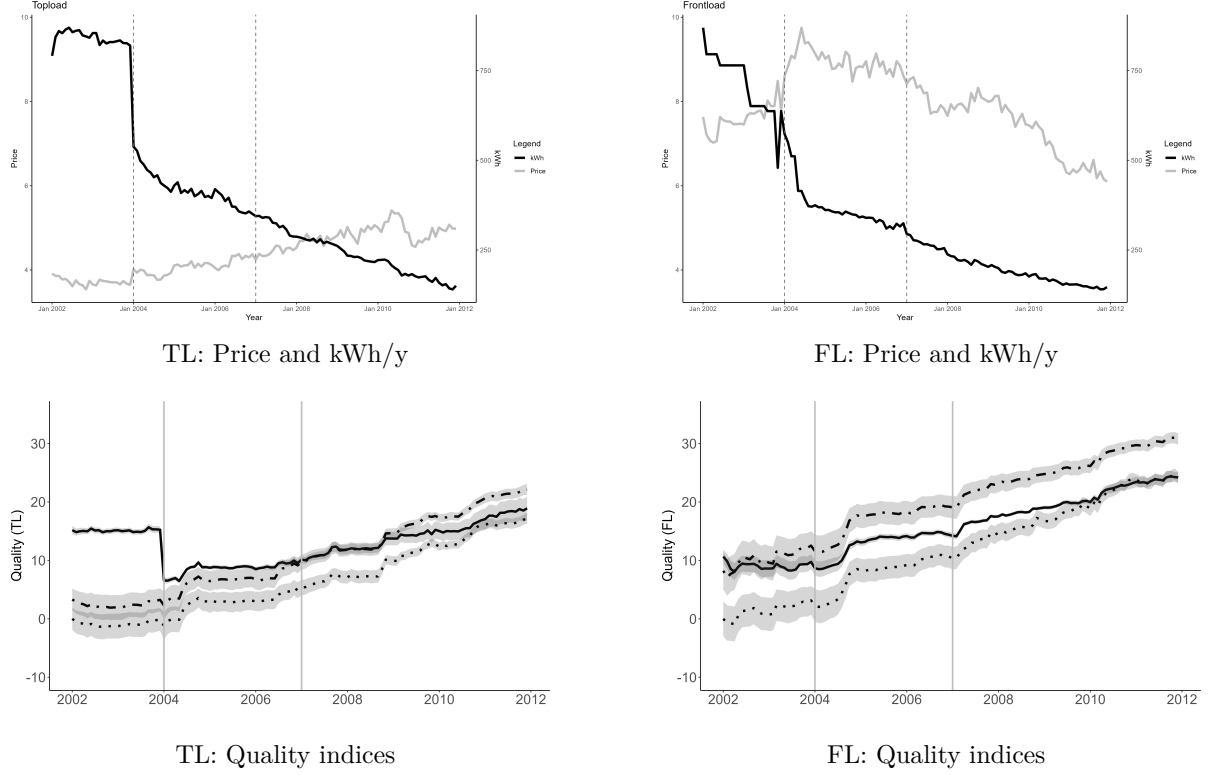 Topload
10
8
6
4
Price
750
500
250
kWh
Legend
kWh
Price
Jan 2002
Jan 2004
Jan 2006
Jan 2008
Jan 2010
Jan 2012
Year
TL: Price and kWh/y
Frontload
10
8
6
4
Price
750
500
250
kWh
Legend
kWh
Price
Jan 2002
Jan 2004
Jan 2006
Jan 2008
Jan 2010
Jan 2012
Year
FL: Price and kWh/y
30
20
10
0
-10
Quality (TL)
2002
2004
2006
2008
2010
2012
TL: Quality indices
30
20
10
0
-10
Quality (FL)
2002
2004
2006
2008
2010
2012
FL: Quality indices